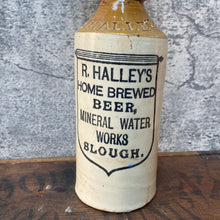 R. HALLEY'S
HOME BREWED
BEER,
MINERAL WATER
WORKS
SLOUGH.